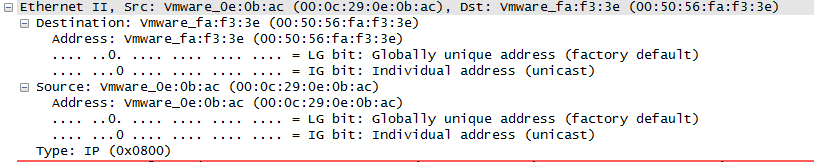 Ethernet II, Src: Vmware_0e:0b:ac (00:0c:29:0e:0b:ac), Dst: Vmware_fa:f3:3e (00:50:56:fa:f3:3e)
Destination: Vmware_fa:f3:3e (00:50:56:fa:f3:3e)
Address: Vmware_fa:f3:3e (00:50:56:fa:f3:3e)
.... ..0. .... .... .... .... = LG bit: Globally unique address (factory default)
.... ...0 .... .... .... .... = IG bit: Individual address (unicast)
Source: Vmware_0e:0b:ac (00:0c:29:0e:0b:ac)
Address: Vmware_0e:0b:ac (00:0c:29:0e:0b:ac)
.... ..0. .... .... .... .... = LG bit: Globally unique address (factory default)
.... ...0 .... .... .... .... = IG bit: Individual address (unicast)
Type: IP (0x0800)